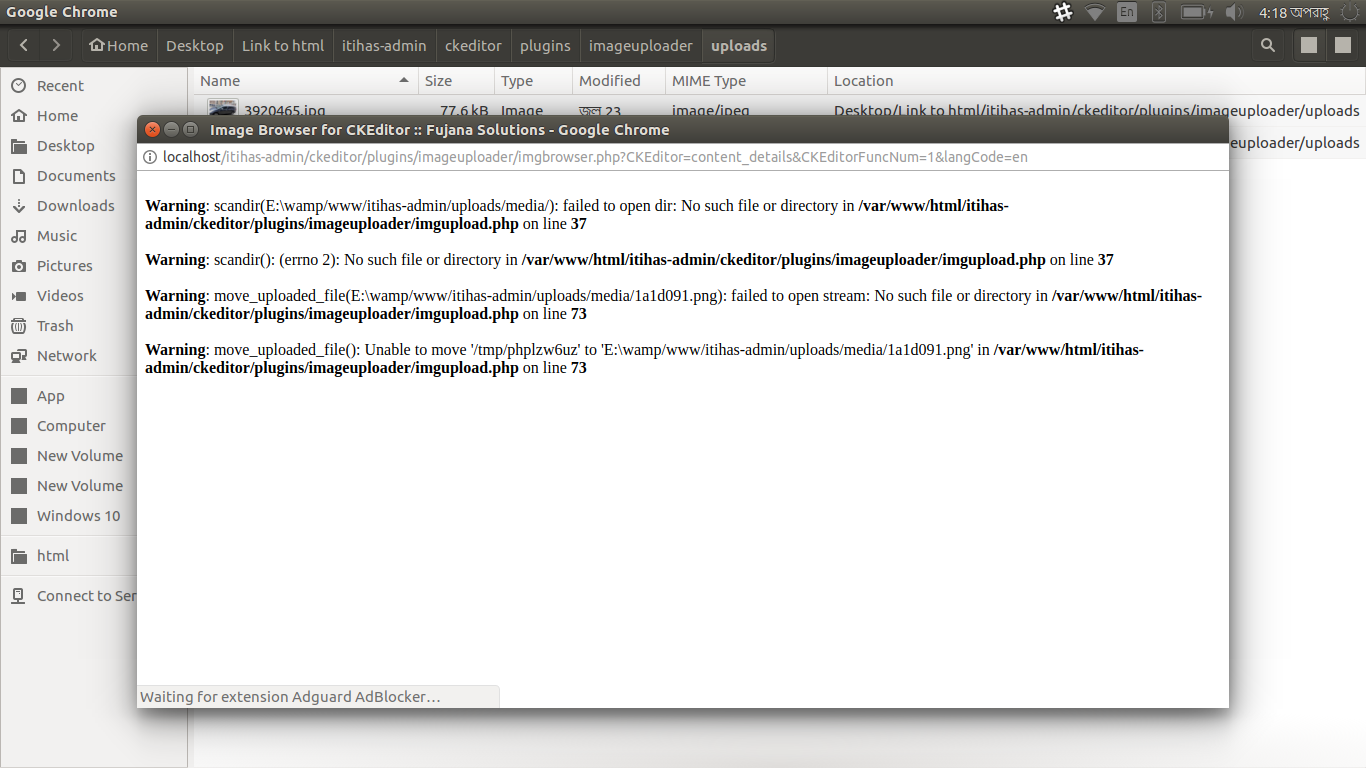 Google Chrome
En
4:18 অপরাহ্ণ
Home Desktop Link to html itihas-admin ckeditor plugins imageuploader uploads
Recent
Home
Desktop
Documents
Downloads
Music
Pictures
Videos
Trash
Network
App
Computer
New Volume
New Volume
Windows 10
html
Connect to Ser
Name Size Type Modified MIME Type Location
3920465.jpg 77.6 kB Image জুল 23 image/jpeg Desktop/Link to html/itihas-admin/ckeditor/plugins/imageuploader/uploads
euploader/uploads
Image Browser for CKEditor :: Fujana Solutions - Google Chrome
localhost/itihas-admin/ckeditor/plugins/imageuploader/imgbrowser.php?CKEditor=content_details&CKEditorFuncNum=1&langCode=en
Warning: scandir(E:\wamp/www/itihas-admin/uploads/media/): failed to open dir: No such file or directory in /var/www/html/itihas-
admin/ckeditor/plugins/imageuploader/imgupload.php on line 37
Warning: scandir(): (errno 2): No such file or directory in /var/www/html/itihas-admin/ckeditor/plugins/imageuploader/imgupload.php on line 37
Warning: move_uploaded_file(E:\wamp/www/itihas-admin/uploads/media/1a1d091.png): failed to open stream: No such file or directory in /var/www/html/itihas-
admin/ckeditor/plugins/imageuploader/imgupload.php on line 73
Warning: move_uploaded_file(): Unable to move '/tmp/phplzw6uz' to 'E:\wamp/www/itihas-admin/uploads/media/1a1d091.png' in /var/www/html/itihas-
admin/ckeditor/plugins/imageuploader/imgupload.php on line 73
Waiting for extension Adguard AdBlocker…